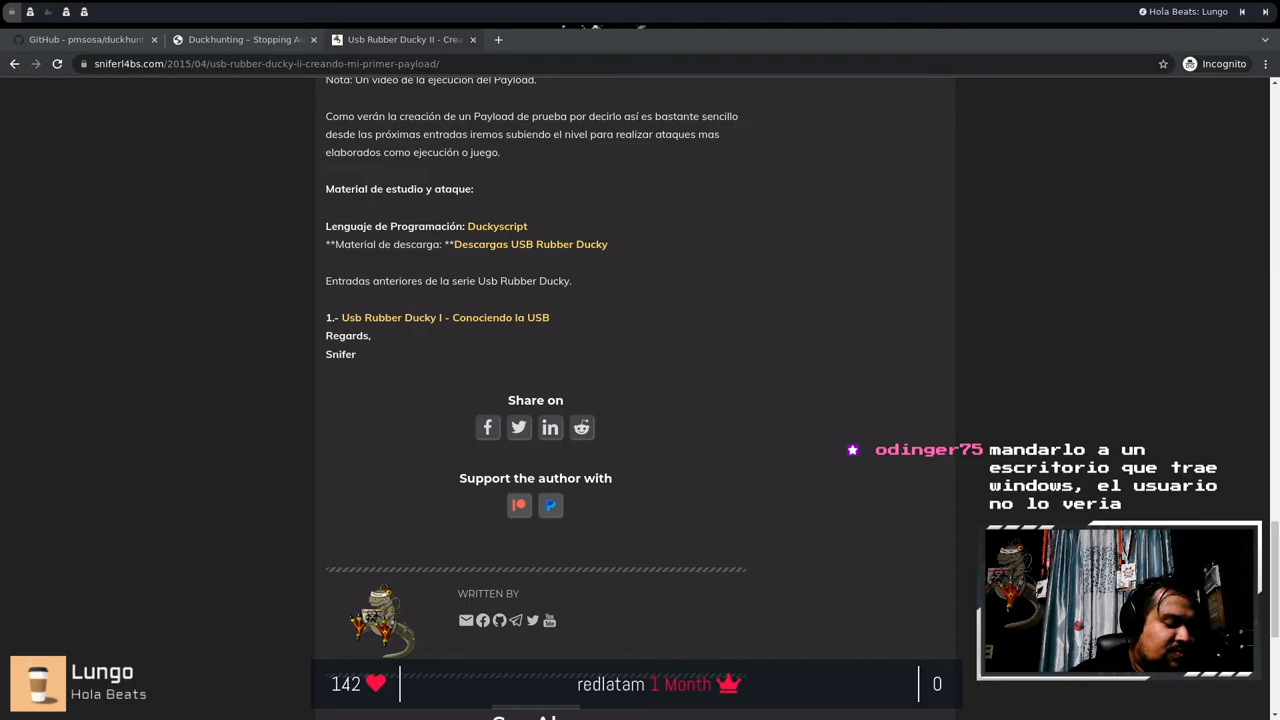 Hola Beats: Lungo
GitHub - pmsosa/duckhunt
Duckhunting – Stopping Au
Usb Rubber Ducky II - Crea
sniferl4bs.com/2015/04/usb-rubber-ducky-ii-creando-mi-primer-payload/
Incognito
Nota: Un video de la ejecución del Payload.
Como verán la creación de un Payload de prueba por decirlo así es bastante sencillo
desde las próximas entradas iremos subiendo el nivel para realizar ataques mas
elaborados como ejecución o juego.
Material de estudio y ataque:
Lenguaje de Programación: Duckyscript
**Material de descarga: **Descargas USB Rubber Ducky
Entradas anteriores de la serie Usb Rubber Ducky.
1.- Usb Rubber Ducky I - Conociendo la USB
Regards,
Snifer
Share on
Support the author with
odinger75 mandarlo a un
escritorio que trae
windows, el usuario
no lo veria
WRITTEN BY
Lungo
Hola Beats
142
redlatam 1 Month
0